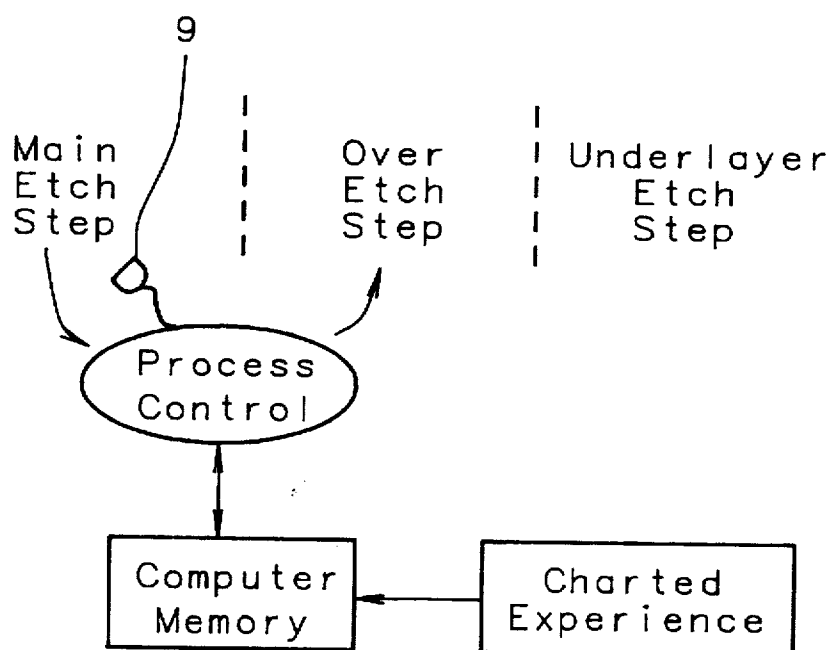 9
Main
Etch
Step
Over
Etch
Step
Underlayer
Etch
Step
Process
Control
Computer
Memory
Charted
Experience